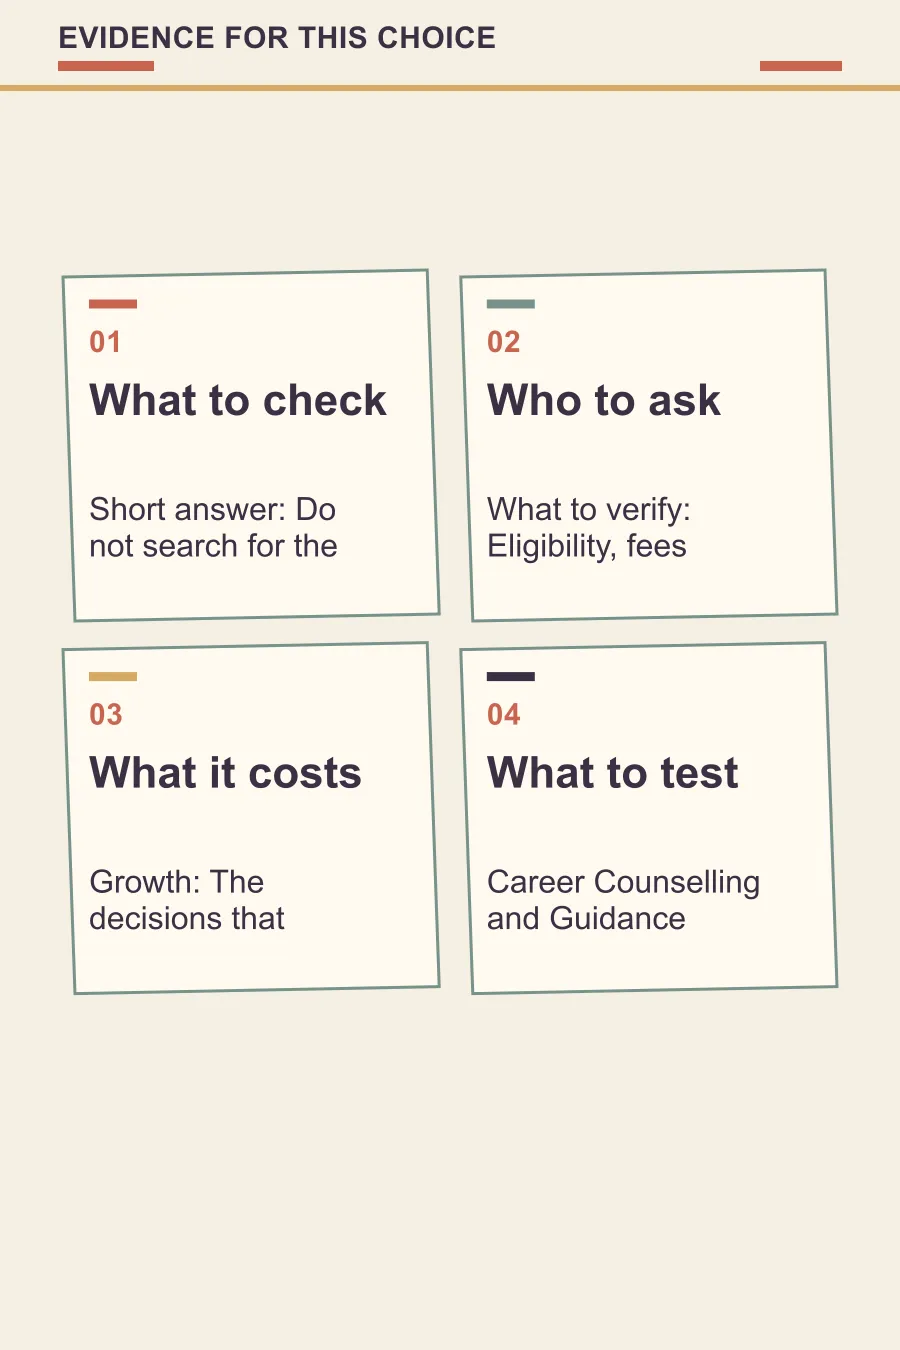 EVIDENCE FOR THIS CHOICE
01
What to check
Short answer: Do
not search for the
02
Who to ask
What to verify:
Eligibility, fees
03
What it costs
Growth: The
decisions that
04
What to test
Career Counselling
and Guidance